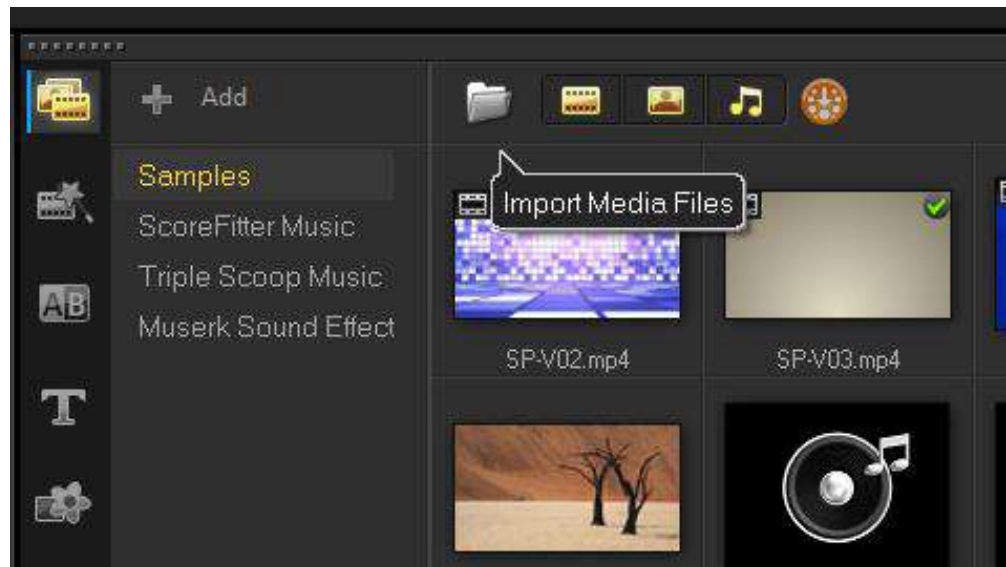 Add
Samples
ScoreFitter Music
Triple Scoop Music
Muserk Sound Effect
Import Media Files
SP-V02.mp4
SP-V03.mp4
AB
T